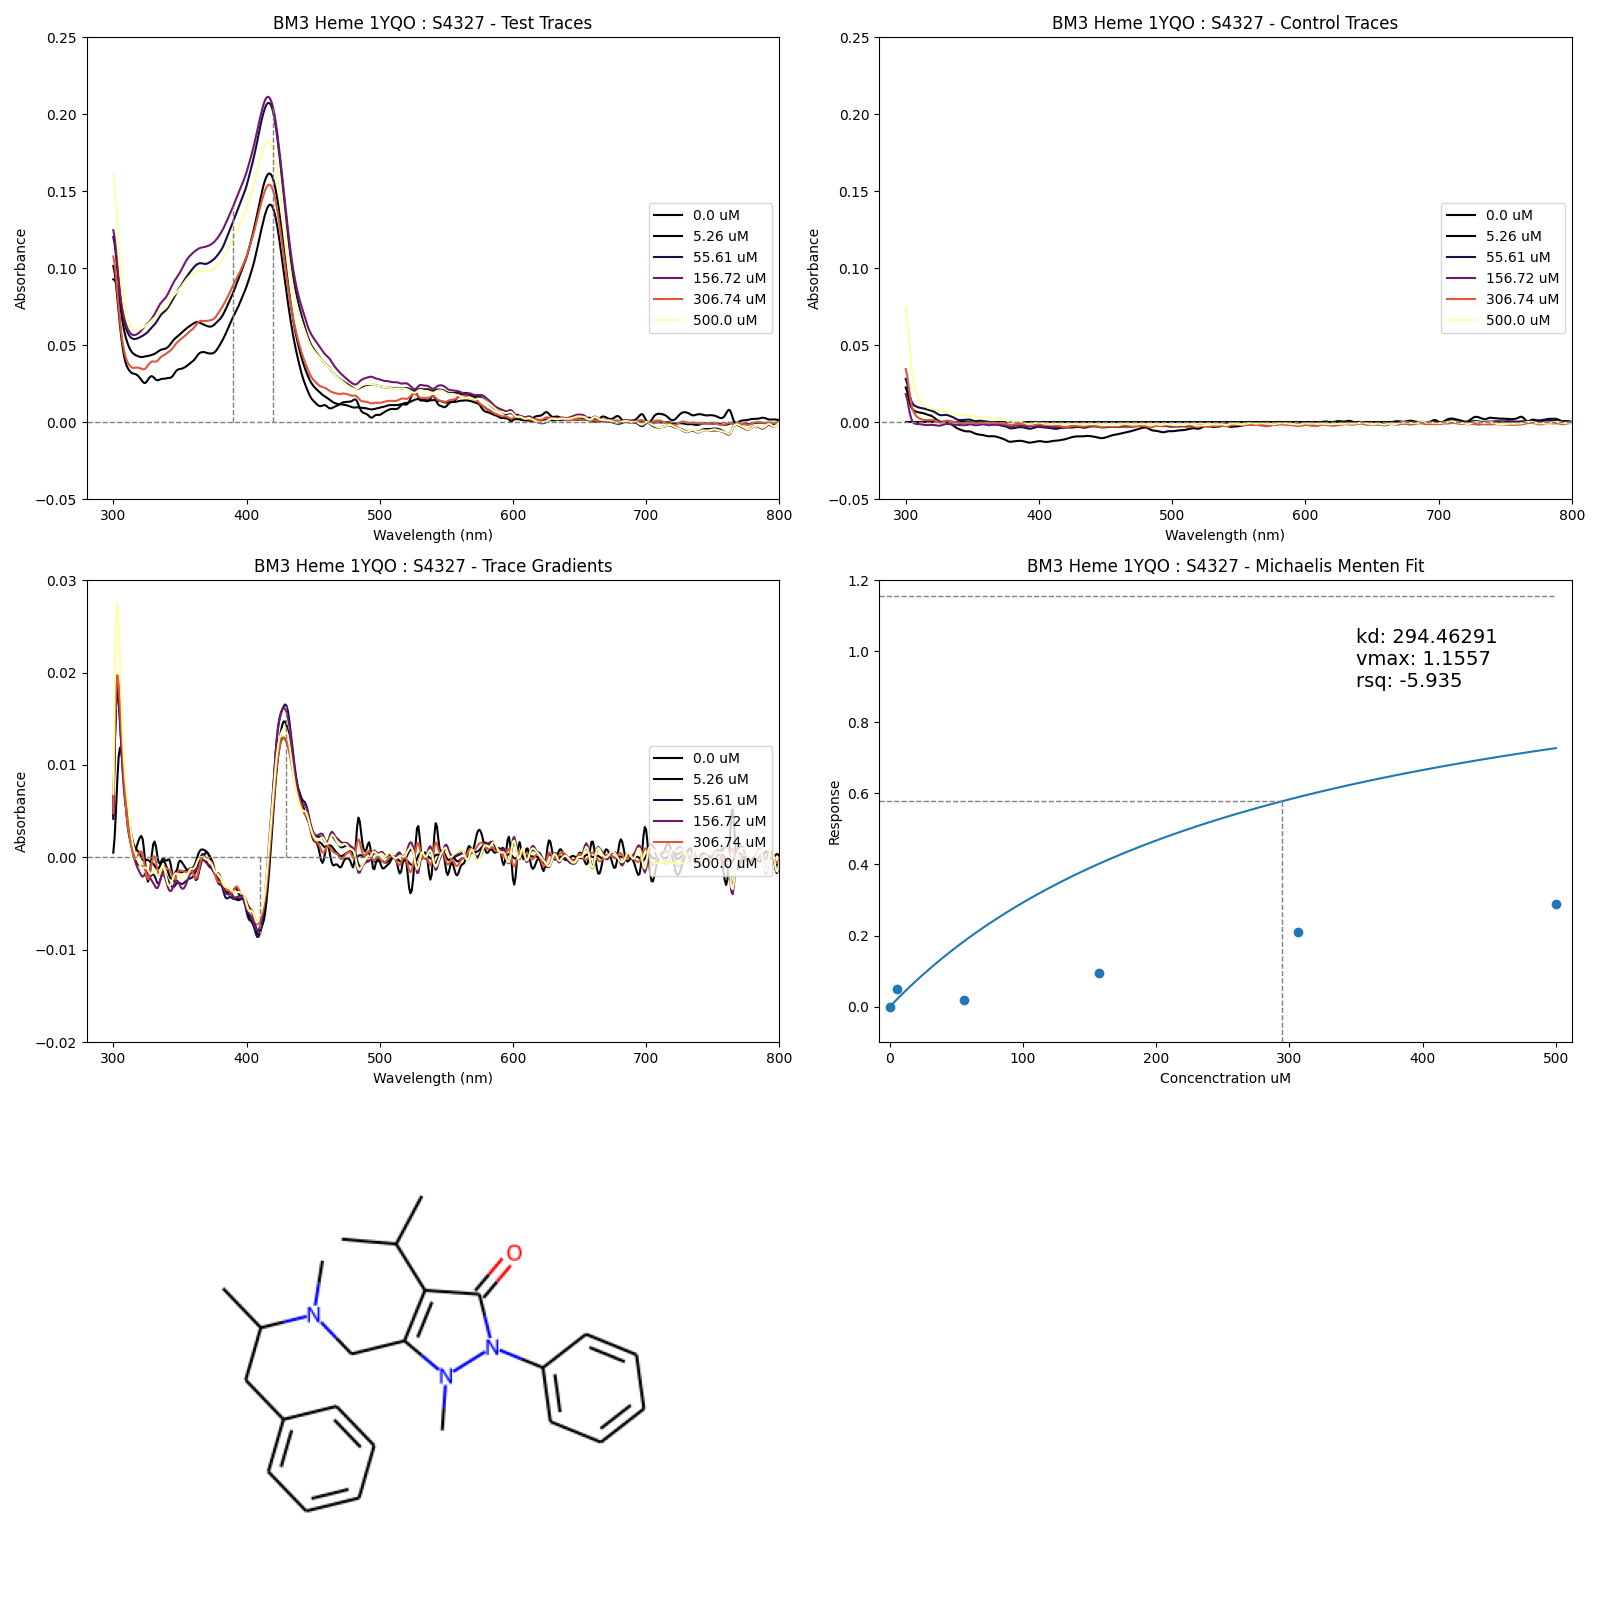 BM3 Heme 1YQO : S4327 - Test Traces
0.25
0.20
0.15
0.10
0.05
0.00
−0.05
Absorbance
300 400 500 600 700 800
Wavelength (nm)
0.0 uM
5.26 uM
55.61 uM
156.72 uM
306.74 uM
500.0 uM
BM3 Heme 1YQO : S4327 - Control Traces
0.25
0.20
0.15
0.10
0.05
0.00
−0.05
Absorbance
300 400 500 600 700 800
Wavelength (nm)
0.0 uM
5.26 uM
55.61 uM
156.72 uM
306.74 uM
500.0 uM
BM3 Heme 1YQO : S4327 - Trace Gradients
0.03
0.02
0.01
0.00
−0.01
−0.02
Absorbance
300 400 500 600 700 800
Wavelength (nm)
0.0 uM
5.26 uM
55.61 uM
156.72 uM
306.74 uM
500.0 uM
BM3 Heme 1YQO : S4327 - Michaelis Menten Fit
1.2
1.0
0.8
0.6
0.4
0.2
0.0
Response
kd: 294.46291
vmax: 1.1557
rsq: -5.935
0 100 200 300 400 500
Concenctration uM
O
N
N
N